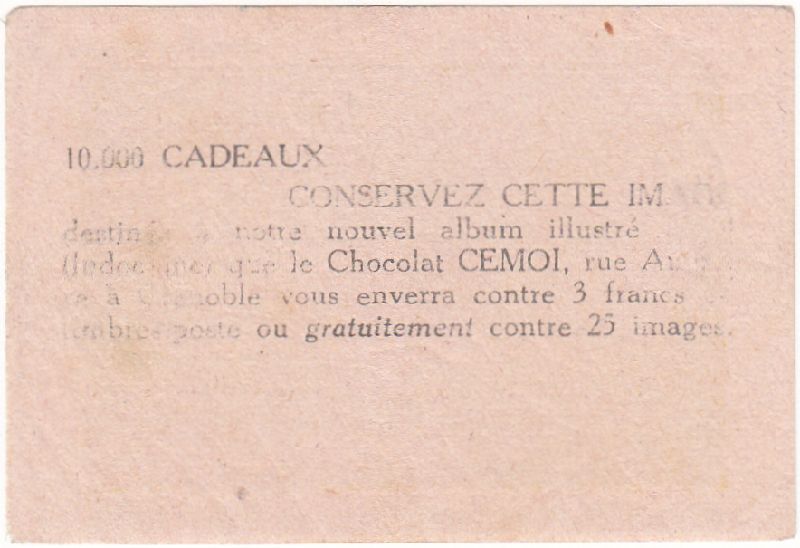 10.000 CADEAUX
CONSERVEZ CETTE
notre nouvel album illustré
que le Chocolat CEMOI, rue
à Grenoble vous enverra contre 3 francs
ou gratuitement contre 25 images.